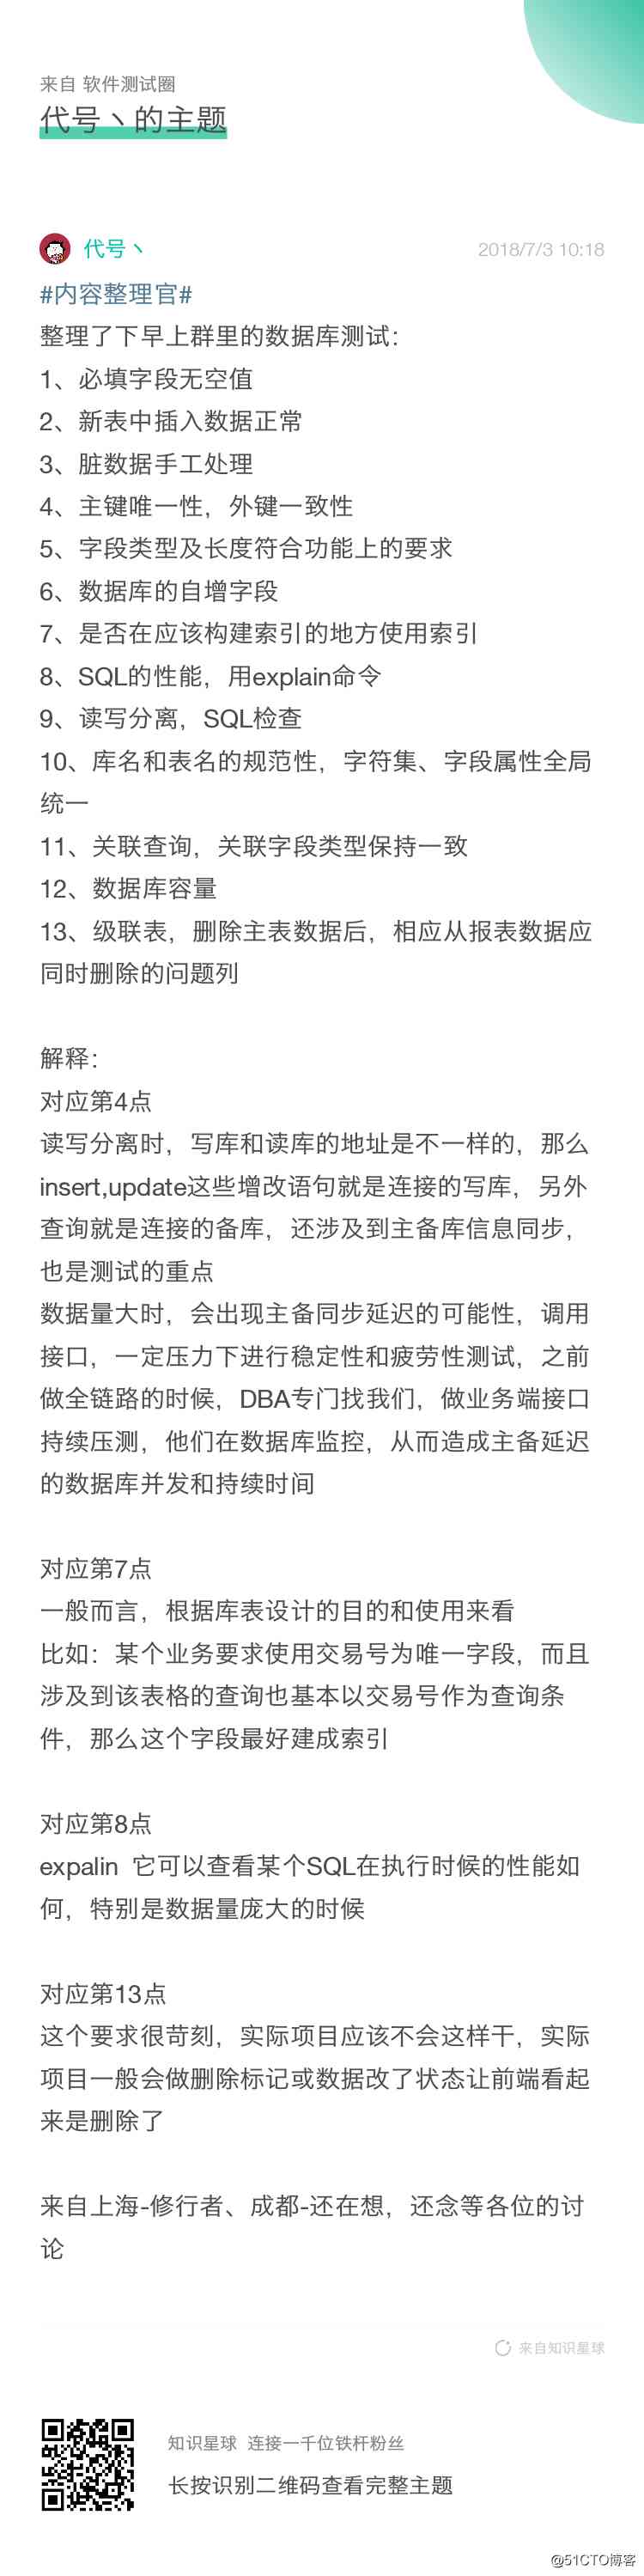 来自 软件测试圈
代号丶的主题
代号丶
2018/7/3 10:18
#内容整理官#
整理了下早上群里的数据库测试：
1、必填字段无空值
2、新表中插入数据正常
3、脏数据手工处理
4、主键唯一性，外键一致性
5、字段类型及长度符合功能上的要求
6、数据库的自增字段
7、是否在应该构建索引的地方使用索引
8、SQL的性能，用explain命令
9、读写分离，SQL检查
10、库名和表名的规范性，字符集、字段属性全局
统一
11、关联查询，关联字段类型保持一致
12、数据库容量
13、级联表，删除主表数据后，相应从报表数据应
同时删除的问题列
解释：
对应第4点
读写分离时，写库和读库的地址是不一样的，那么
insert,update这些增改语句就是连接的写库，另外
查询就是连接的备库，还涉及到主备库信息同步，
也是测试的重点
数据量大时，会出现主备同步延迟的可能性，调用
接口，一定压力下进行稳定性和疲劳性测试，之前
做全链路的时候，DBA专门找我们，做业务端接口
持续压测，他们在数据库监控，从而造成主备延迟
的数据库并发和持续时间
对应第7点
一般而言，根据库表设计的目的和使用来看
比如：某个业务要求使用交易号为唯一字段，而且
涉及到该表格的查询也基本以交易号作为查询条
件，那么这个字段最好建成索引
对应第8点
expalin  它可以查看某个SQL在执行时候的性能如
何，特别是数据量庞大的时候
对应第13点
这个要求很苛刻，实际项目应该不会这样干，实际
项目一般会做删除标记或数据改了状态让前端看起
来是删除了
来自上海-修行者、成都-还在想，还念等各位的讨
论
来自知识星球
知识星球  连接一千位铁杆粉丝
长按识别二维码查看完整主题
@51CTO博客